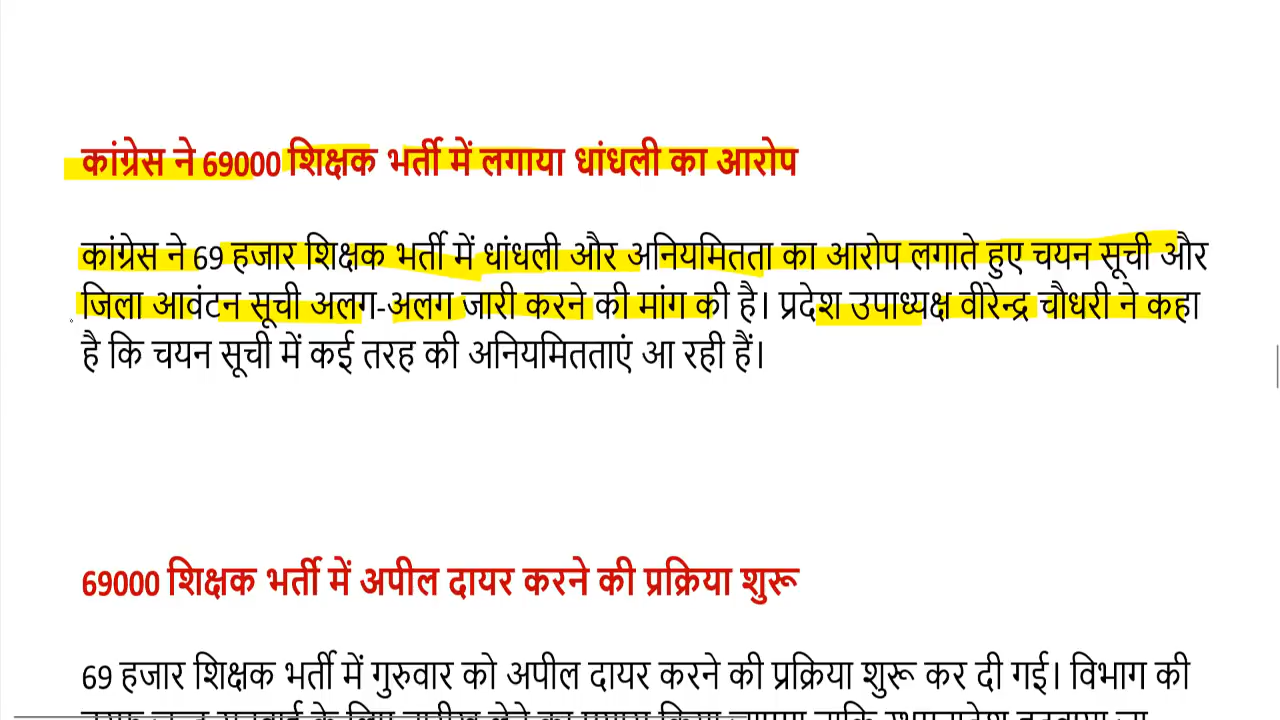 कांग्रेस ने 69000 शिक्षक भर्ती में लगाया धांधली का आरोप
कांग्रेस ने 69 हजार शिक्षक भर्ती में धांधली और अनियमितता का आरोप लगाते हुए चयन सूची और
जिला आवंटन सूची अलग-अलग जारी करने की मांग की है। प्रदेश उपाध्यक्ष वीरेन्द्र चौधरी ने कहा
है कि चयन सूची में कई तरह की अनियमितताएं आ रही हैं।
69000 शिक्षक भर्ती में अपील दायर करने की प्रक्रिया शुरू
69 हजार शिक्षक भर्ती में गुरुवार को अपील दायर करने की प्रक्रिया शुरू कर दी गई। विभाग की